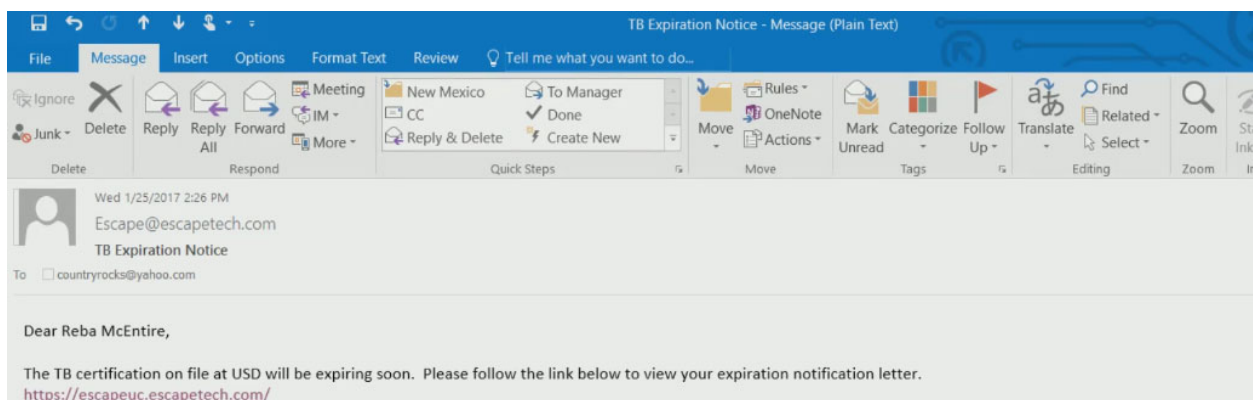 TB Expiration Notice - Message (Plain Text)
File Message Insert Options Format Text Review Tell me what you want to do...
Ignore
Junk
Delete
Reply
Reply All
Forward
Meeting
IM
More
New Mexico
CC
Reply & Delete
To Manager
Done
Create New
Move
Rules
OneNote
Actions
Mark Unread
Categorize
Follow Up
Translate
Find
Related
Select
Zoom
Delete Respond Quick Steps Move Tags Editing Zoom
Wed 1/25/2017 2:26 PM
Escape@escapetech.com
TB Expiration Notice
To countryrocks@yahoo.com
Dear Reba McEntire,
The TB certification on file at USD will be expiring soon. Please follow the link below to view your expiration notification letter.
https://escapeuc.escapetech.com/